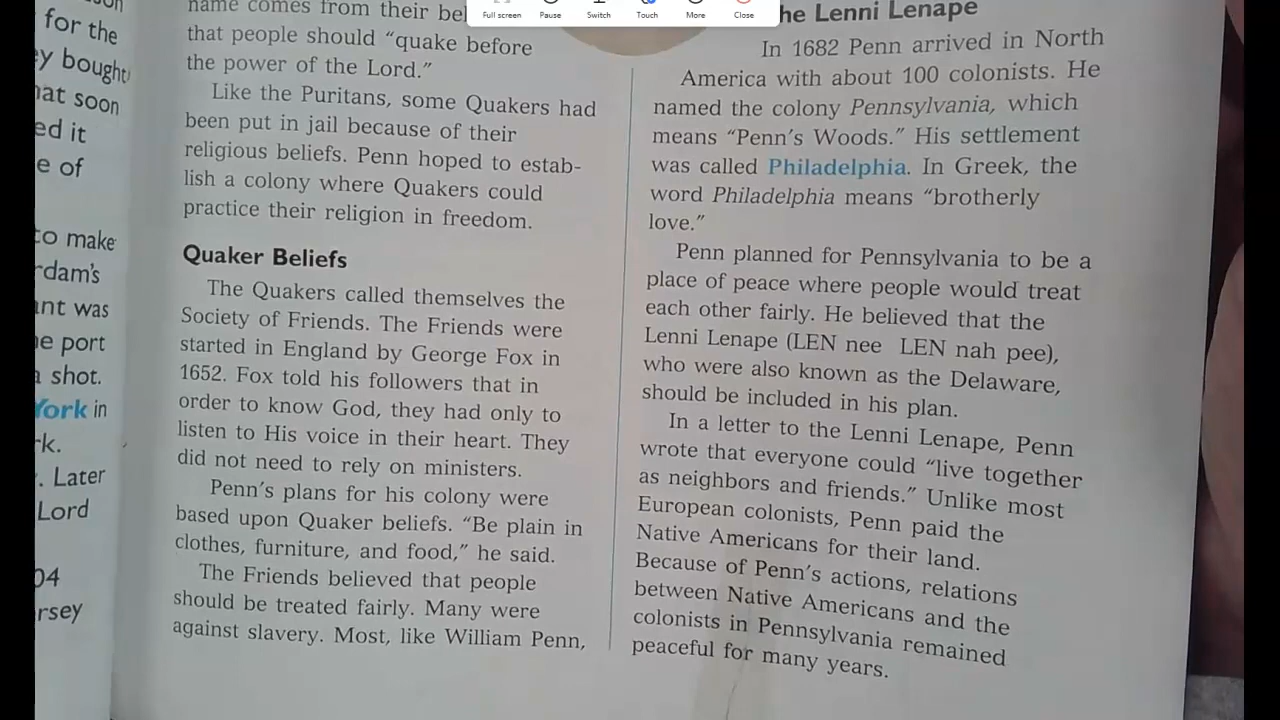 Full screen
Pause
Switch
Touch
More
Close
for the
bought
hat soon
ed it
e of
to make
rdam's
ant was
e port
a shot.
York in
rk.
. Later
Lord
04
rsey
name comes from their
that people should “quake before
the power of the Lord.”
Like the Puritans, some Quakers had
been put in jail because of their
religious beliefs. Penn hoped to estab-
lish a colony where Quakers could
practice their religion in freedom.
Quaker Beliefs
The Quakers called themselves the
Society of Friends. The Friends were
started in England by George Fox in
1652. Fox told his followers that in
order to know God, they had only to
listen to His voice in their heart. They
did not need to rely on ministers.
Penn’s plans for his colony were
based upon Quaker beliefs. “Be plain in
clothes, furniture, and food,” he said.
The Friends believed that people
should be treated fairly. Many were
against slavery. Most, like William Penn,
he Lenni Lenape
In 1682 Penn arrived in North
America with about 100 colonists. He
named the colony Pennsylvania, which
means “Penn’s Woods.” His settlement
was called Philadelphia. In Greek, the
word Philadelphia means “brotherly
love.”
Penn planned for Pennsylvania to be a
place of peace where people would treat
each other fairly. He believed that the
Lenni Lenape (LEN nee LEN nah pee),
who were also known as the Delaware,
should be included in his plan.
In a letter to the Lenni Lenape, Penn
wrote that everyone could “live together
as neighbors and friends.” Unlike most
European colonists, Penn paid the
Native Americans for their land.
Because of Penn’s actions, relations
between Native Americans and the
colonists in Pennsylvania remained
peaceful for many years.